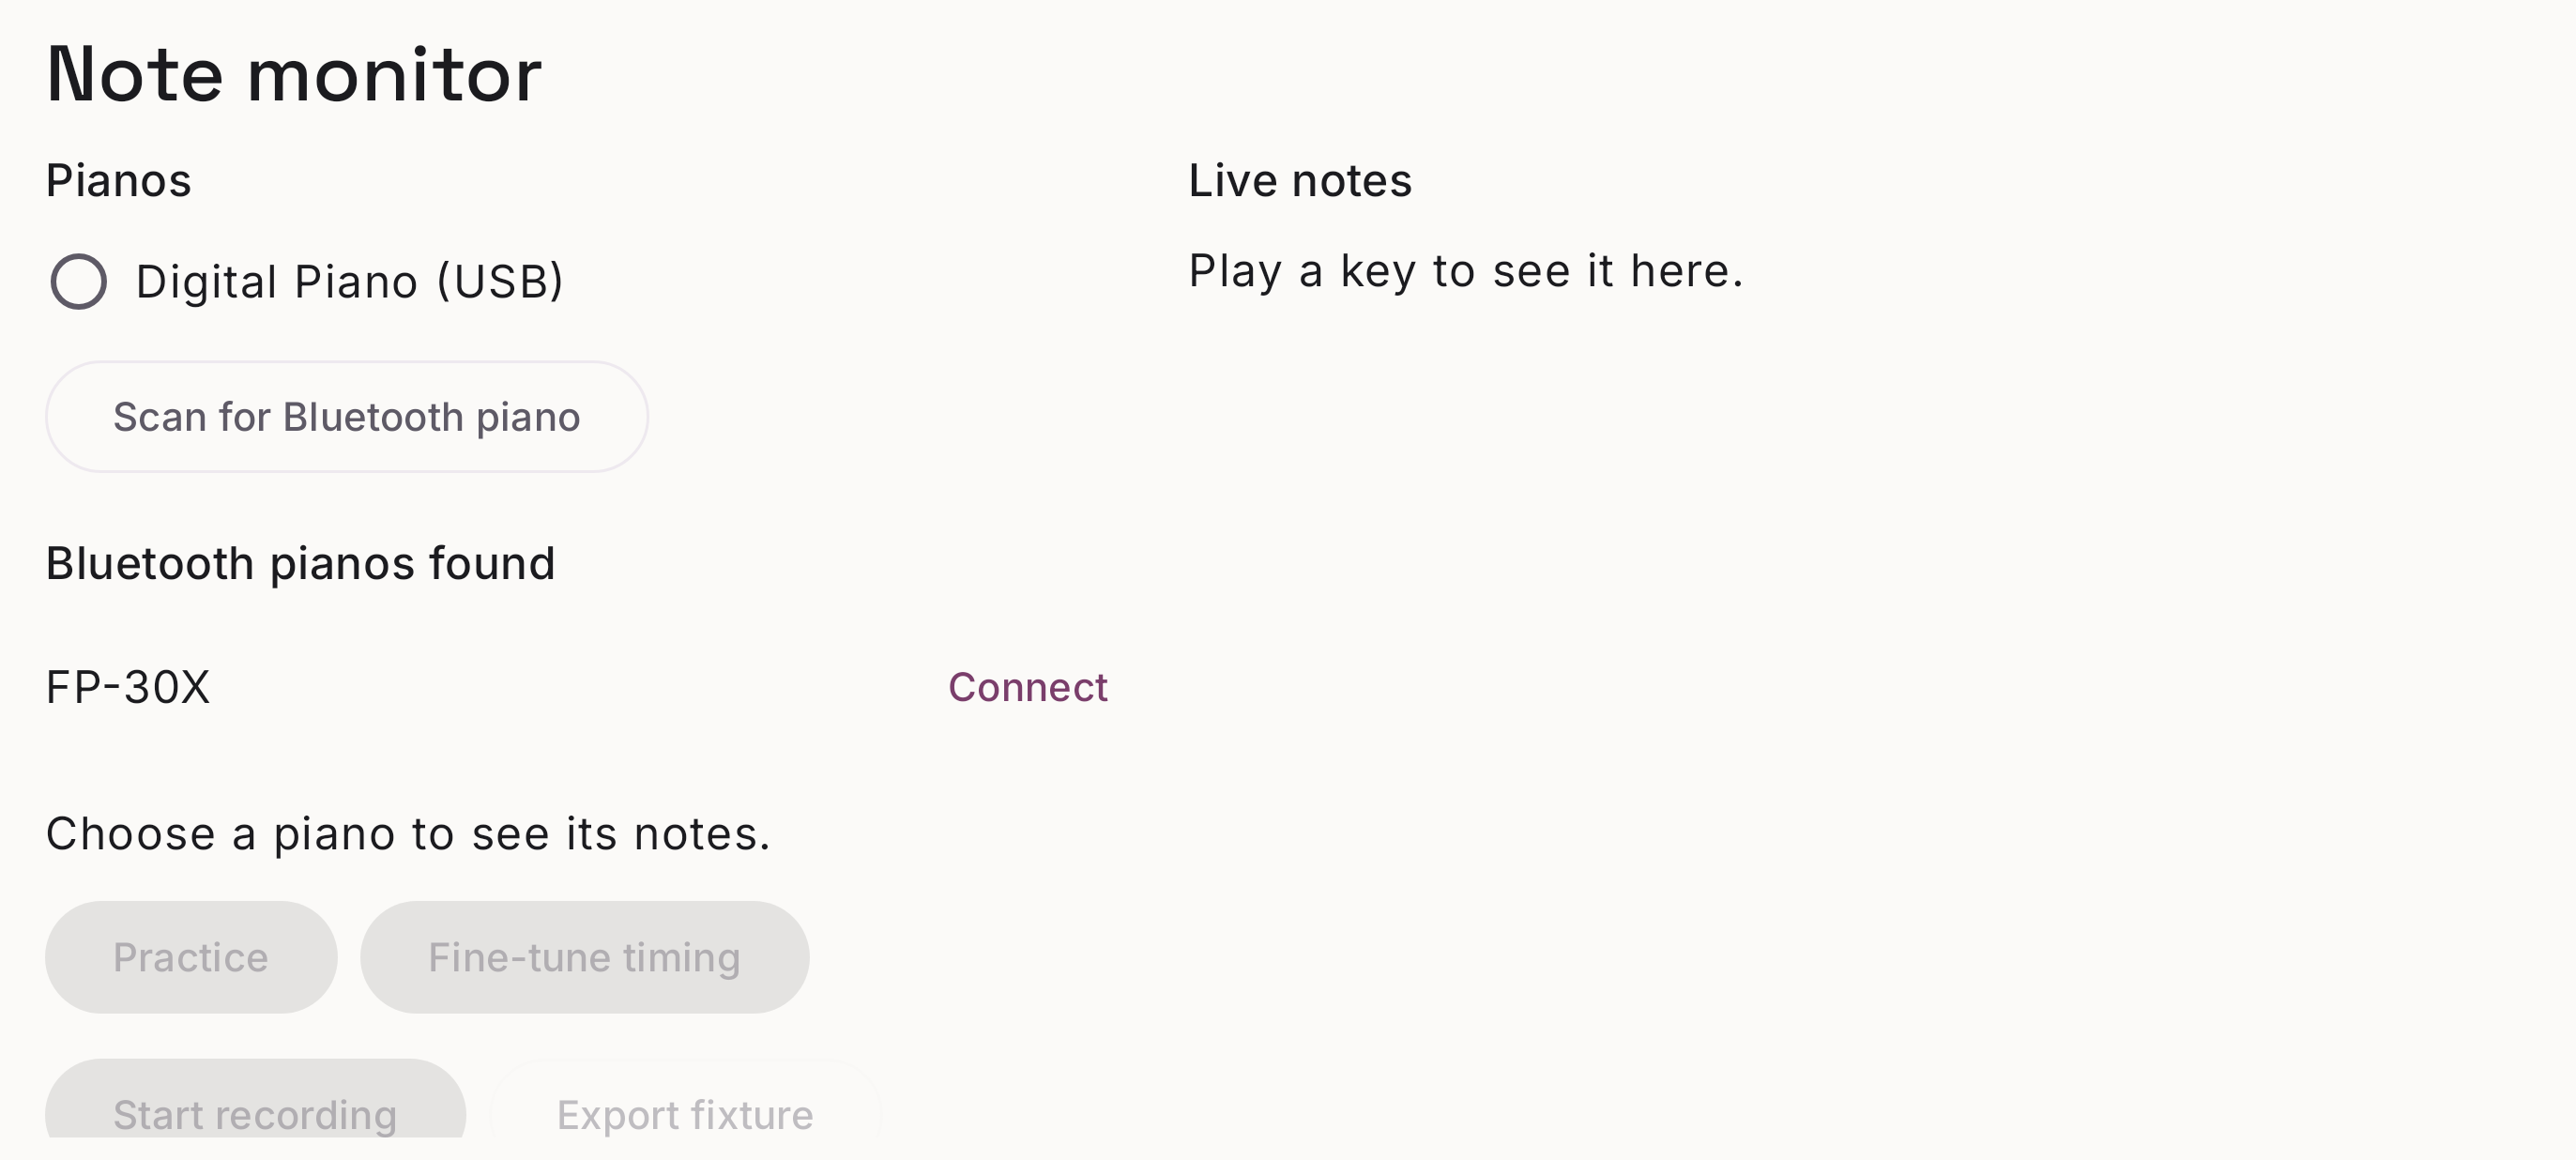 Note monitor
Pianos
Digital Piano (USB)
Scan for Bluetooth piano
Bluetooth pianos found
FP-30X
Connect
Choose a piano to see its notes.
Practice
Fine-tune timing
Start recording
Export fixture
Live notes
Play a key to see it here.